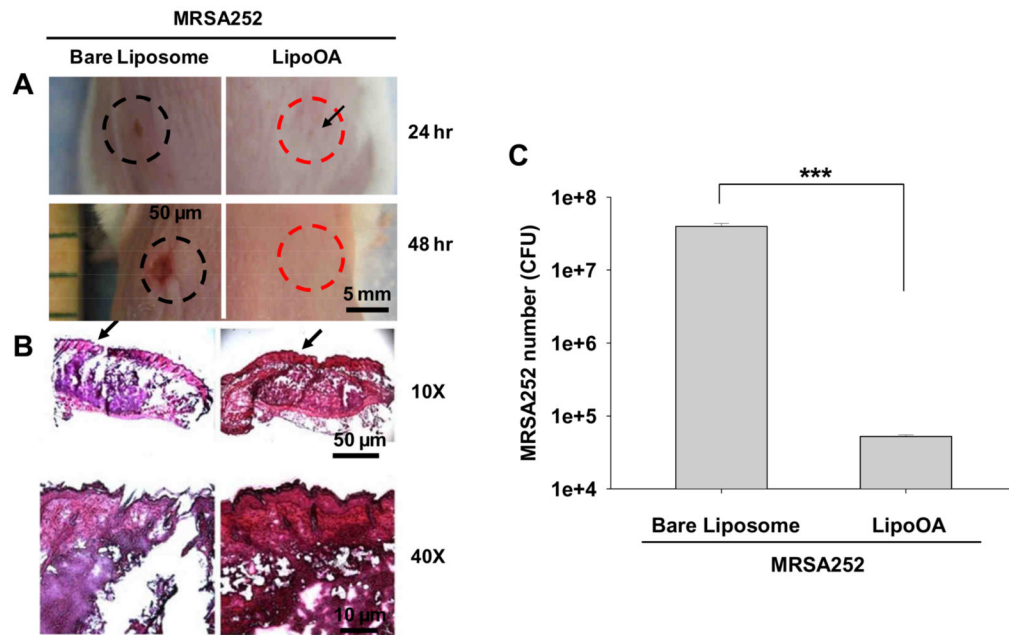 MRSA252
Bare Liposome LipoOA
A
24 hr
50 µm
48 hr
5 mm
B
10X
50 µm
40X
10 µm
C
***
MRSA252 number (CFU)
1e+8
1e+7
1e+6
1e+5
1e+4
Bare Liposome LipoOA
MRSA252